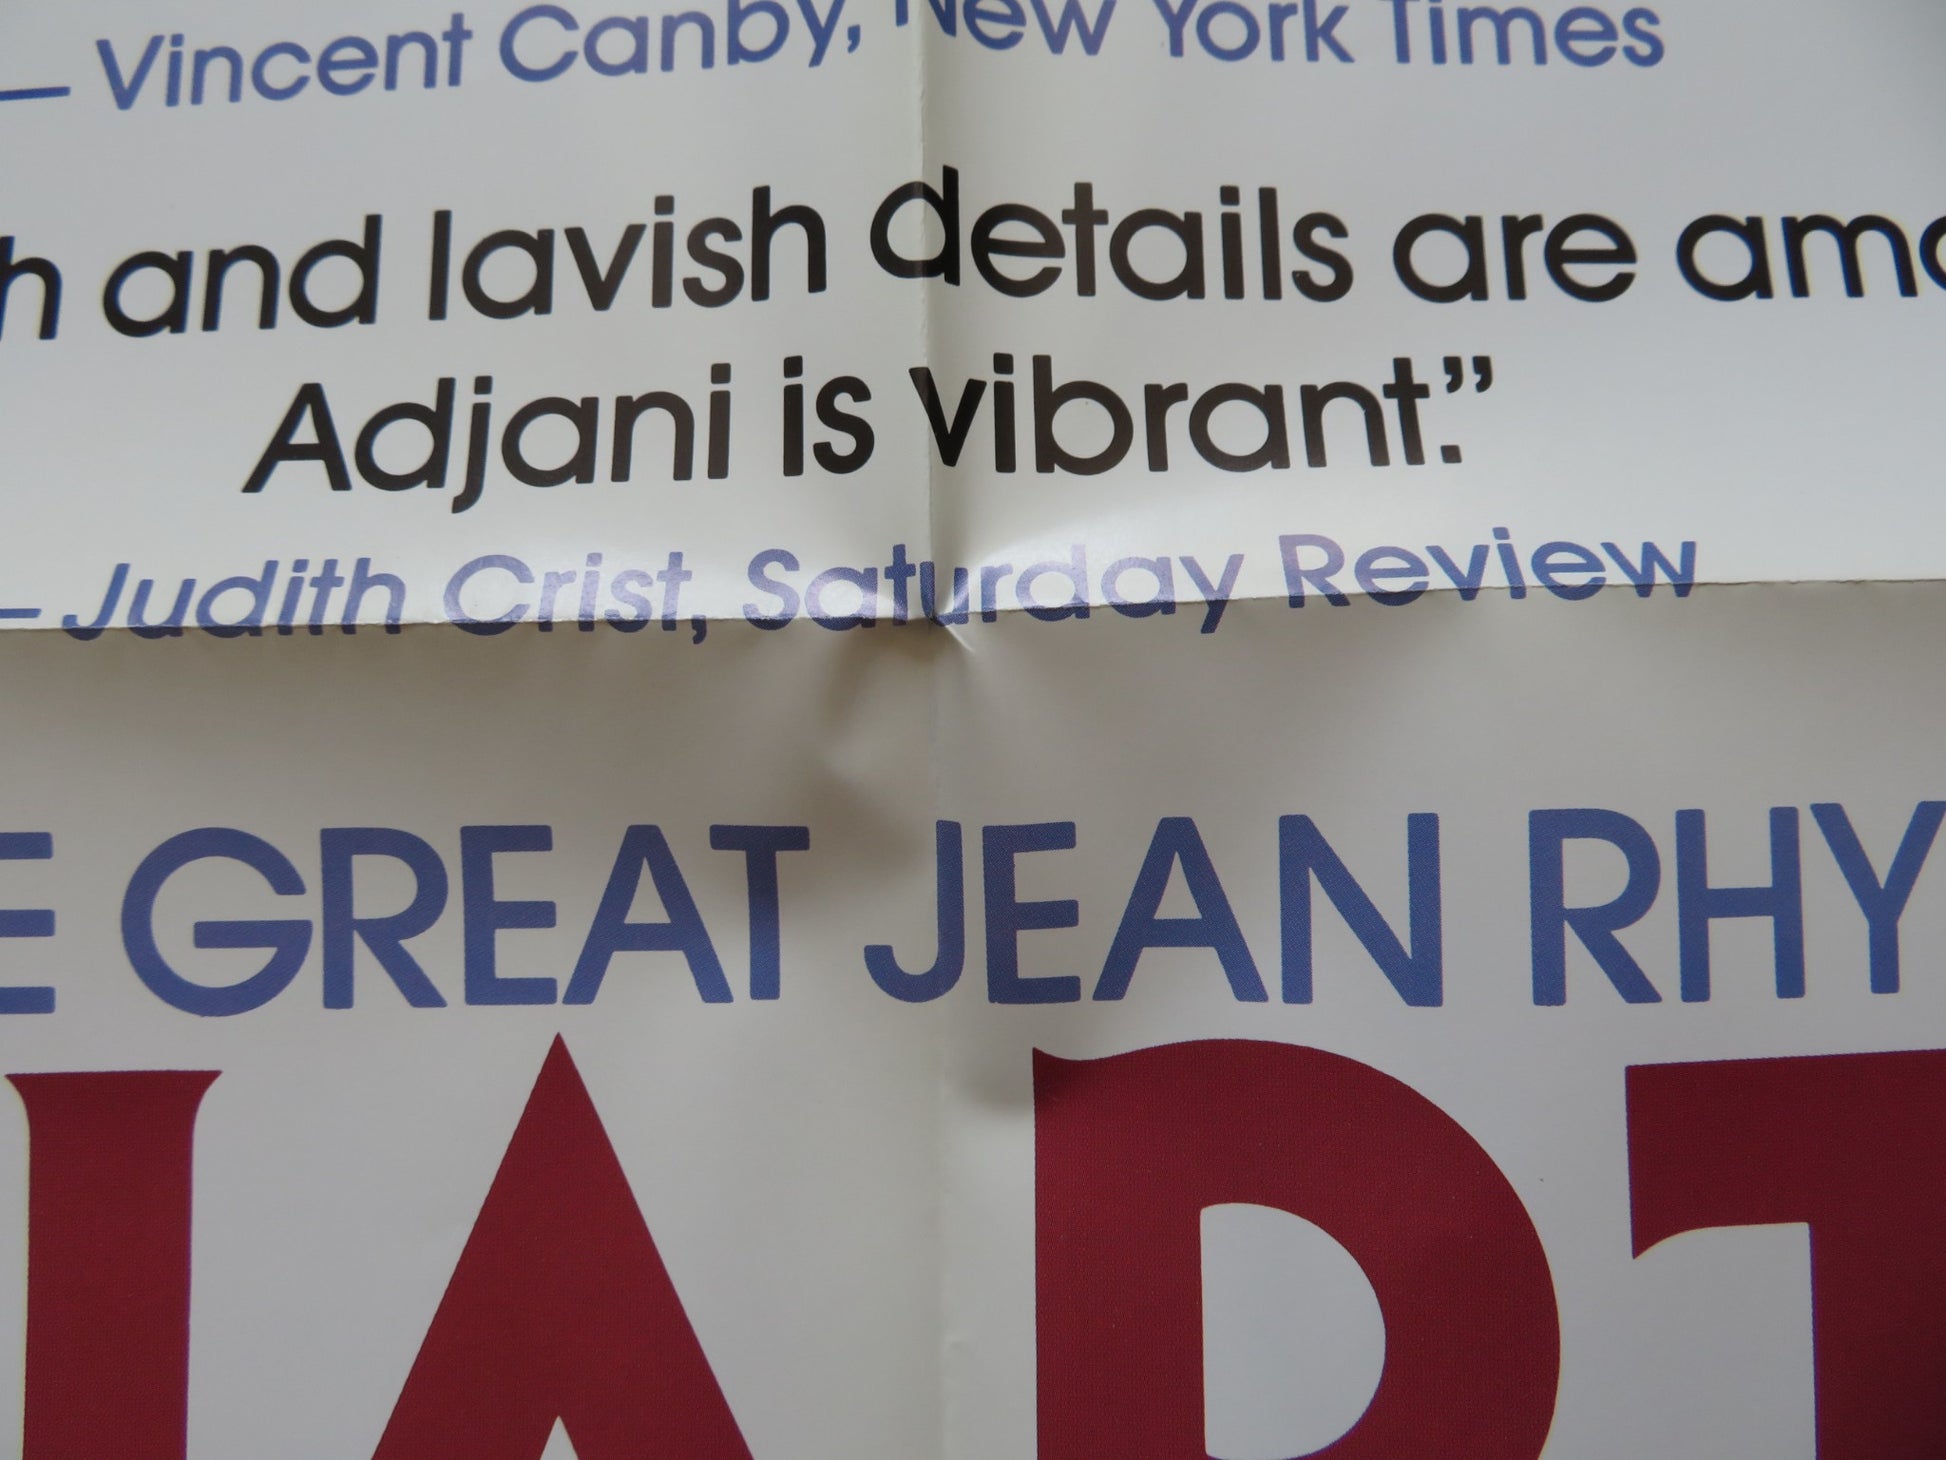 — Vincent Canby, New York Times
h and lavish details are ama
Adjani is vibrant.”
— Judith Crist, Saturday Review
E GREAT JEAN RHY